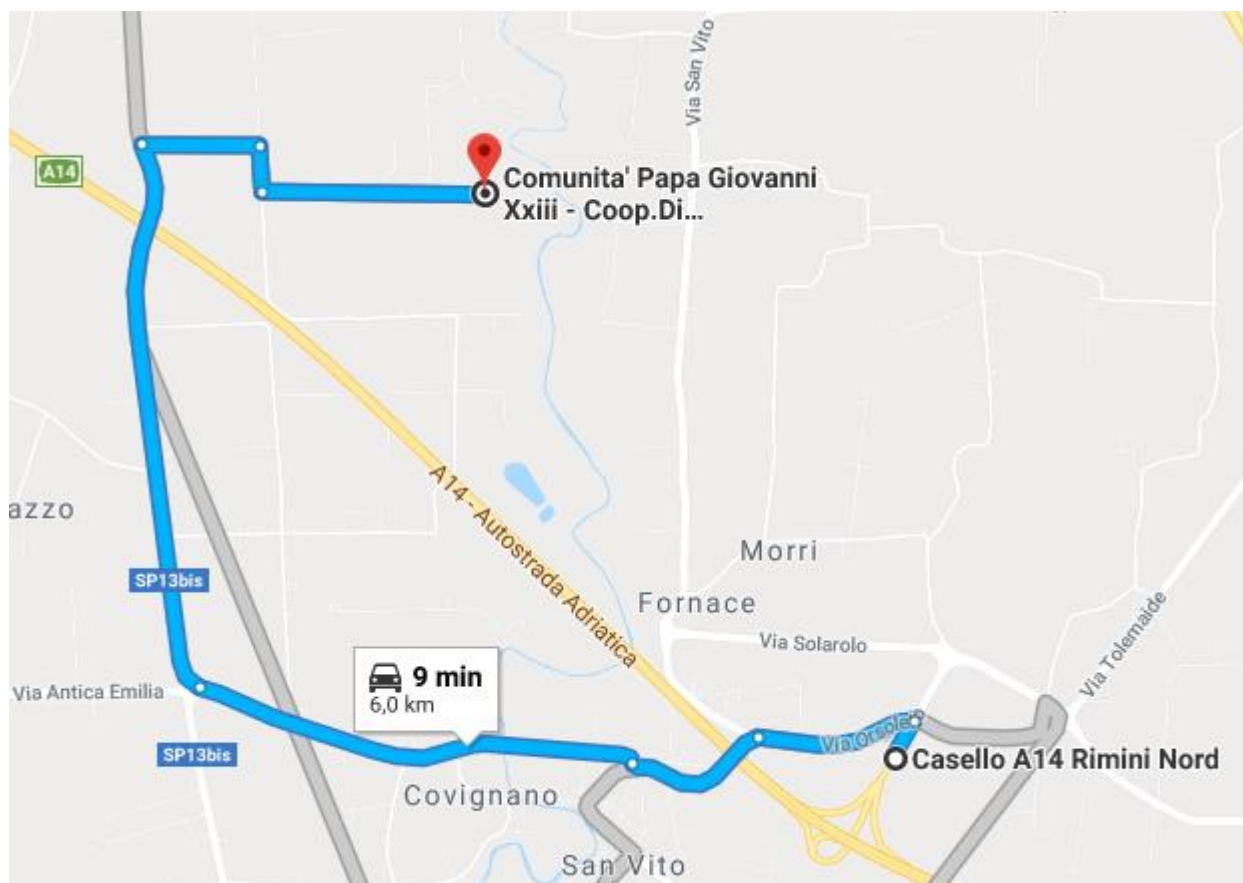 Via San Vito
A14
Comunita' Papa Giovanni
Xxiii - Coop.Di...
A14 - Autostrada Adriatica
azzo
Morri
SP13bis
Fornace
Via Solarolo
Via Tolemaide
9 min
6,0 km
Via Antica Emilia
SP13bis
Via Orsoleto
Casello A14 Rimini Nord
Covignano
San Vito